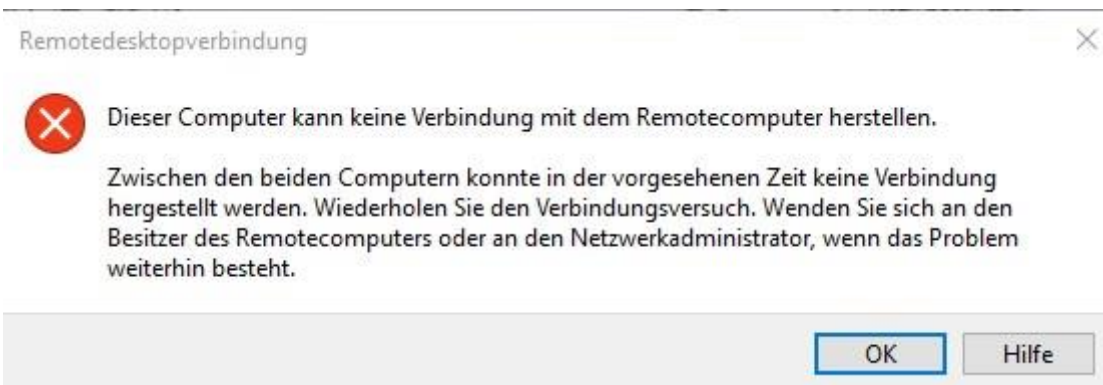 Remotedesktopverbindung
Dieser Computer kann keine Verbindung mit dem Remotecomputer herstellen.
Zwischen den beiden Computern konnte in der vorgesehenen Zeit keine Verbindung
hergestellt werden. Wiederholen Sie den Verbindungsversuch. Wenden Sie sich an den
Besitzer des Remotecomputers oder an den Netzwerkadministrator, wenn das Problem
weiterhin besteht.
OK Hilfe